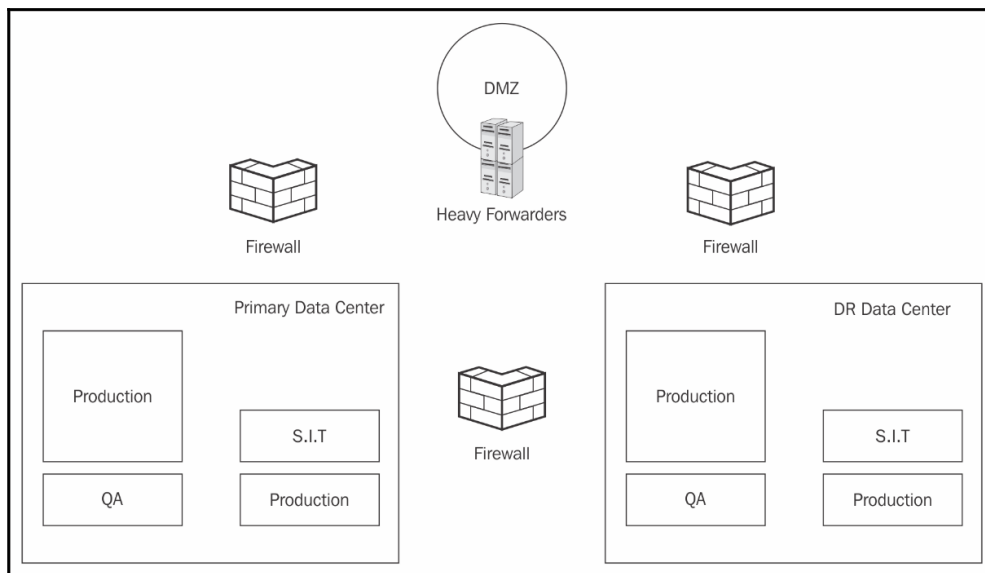 DMZ
Heavy Forwarders
Firewall
Firewall
Primary Data Center
Production
S.I.T
QA
Production
Firewall
DR Data Center
Production
S.I.T
QA
Production